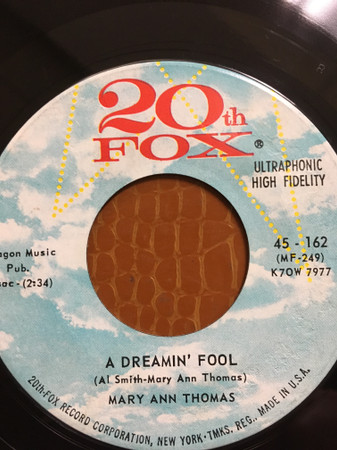 20th
FOX®
ULTRAPHONIC
HIGH FIDELITY
45 - 162
(MF-249)
K7OW 7977
Music
Pub.
(2:34)
A DREAMIN' FOOL
(Al Smith-Mary Ann Thomas)
MARY ANN THOMAS
20th-FOX RECORD CORPORATION, NEW YORK • TMKS. REG., MADE IN U.S.A.